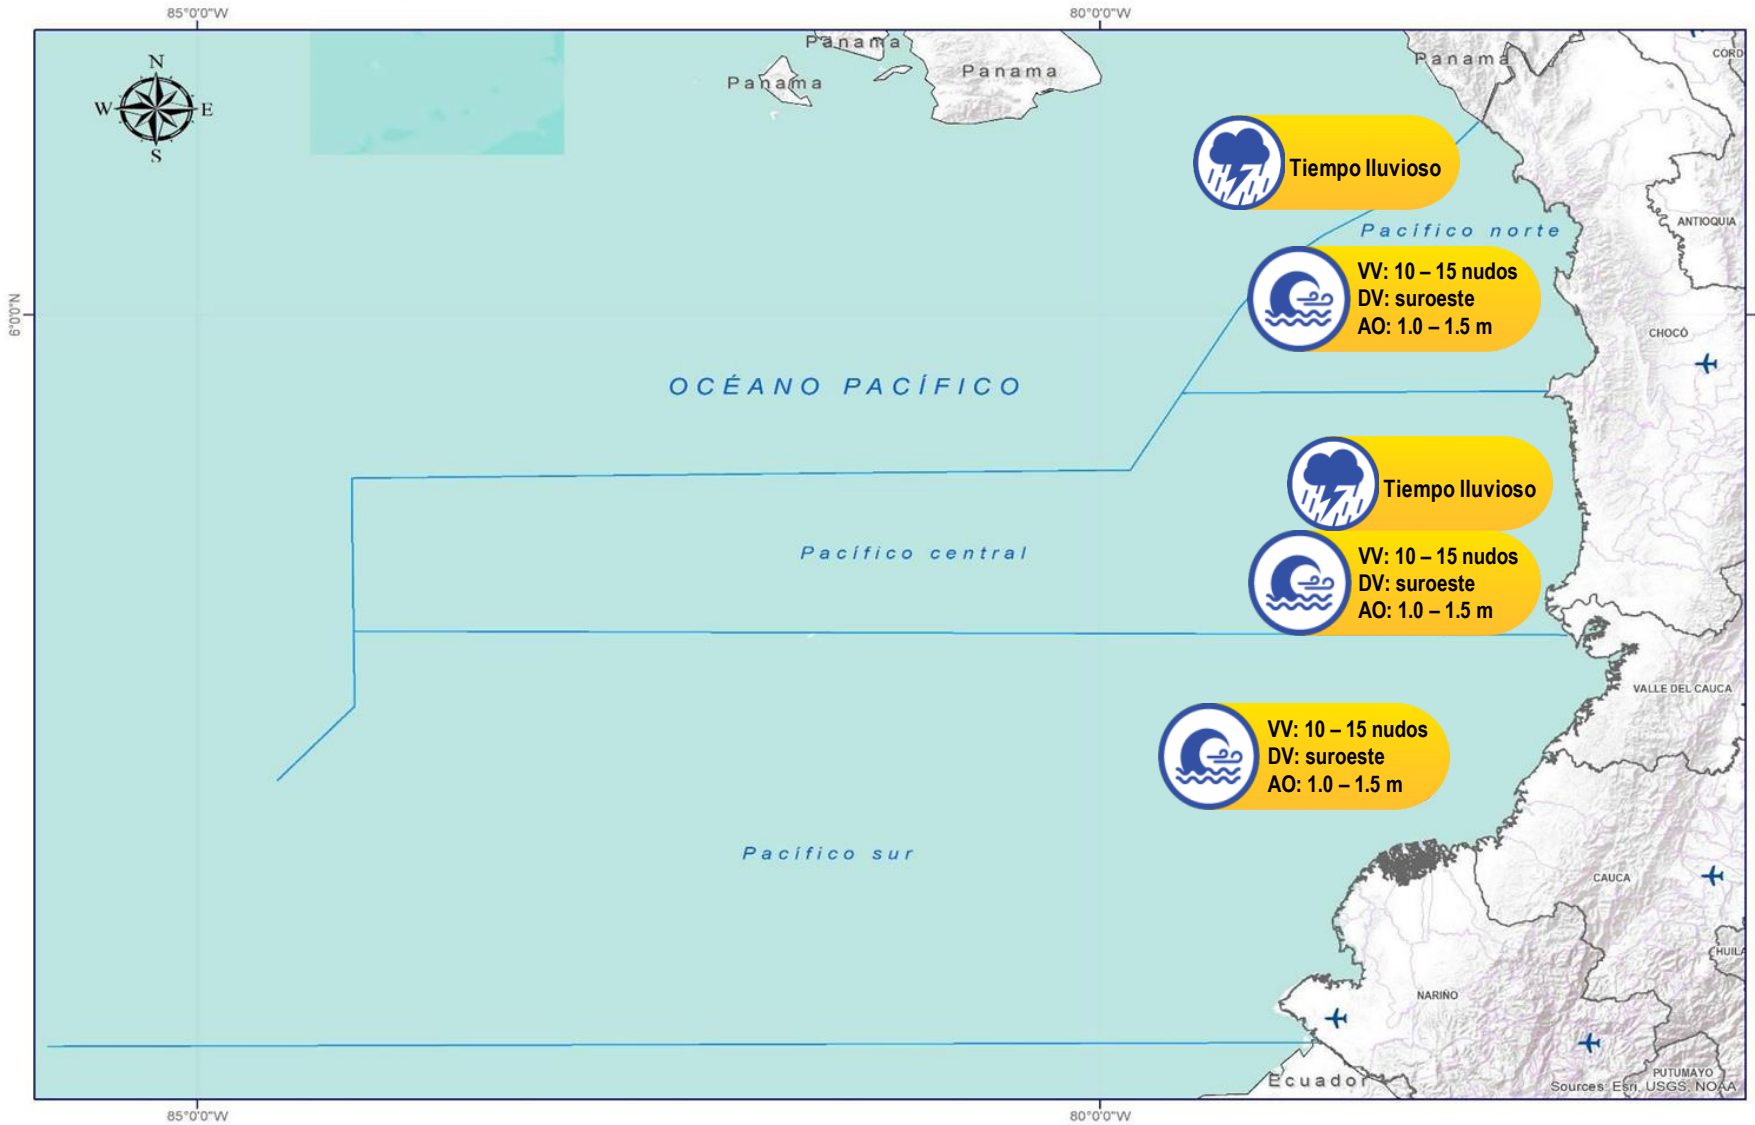 85°0'0"W
80°0'0"W
N
W
E
S
Panama
Panama
Panama
Panamá
CÓRD
Tiempo lluvioso
ANTIOQUIA
Pacífico norte
VV: 10 – 15 nudos
DV: suroeste
AO: 1.0 – 1.5 m
6°0'0"N
CHOCÓ
OCÉANO PACÍFICO
Tiempo lluvioso
Pacífico central
VV: 10 – 15 nudos
DV: suroeste
AO: 1.0 – 1.5 m
VALLE DEL CAUCA
VV: 10 – 15 nudos
DV: suroeste
AO: 1.0 – 1.5 m
Pacífico sur
CAUCA
HUILA
NARIÑO
Ecuador
PUTUMAYO
Sources: Esri, USGS, NOAA
85°0'0"W
80°0'0"W